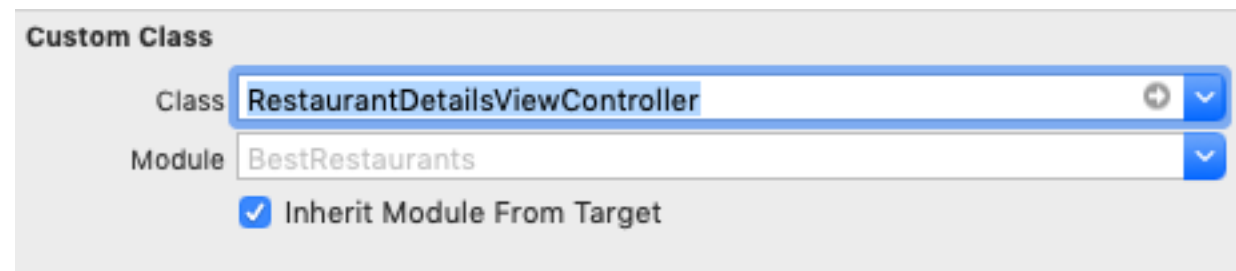 Custom Class
Class RestaurantDetailsViewController
Module BestRestaurants
Inherit Module From Target